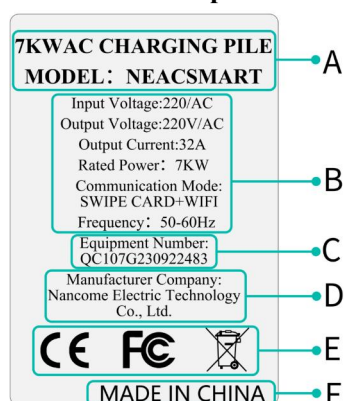 7KWAC CHARGING PILE
MODEL： NEACSMART
A
Input Voltage:220/AC
Output Voltage:220V/AC
Output Current:32A
Rated Power：7KW
Communication Mode:
SWIPE CARD+WIFI
Frequency：50-60Hz
B
Equipment Number:
QC107G230922483
C
Manufacturer Company:
Nancome Electric Technology
Co., Ltd.
D
CE FC
E
MADE IN CHINA